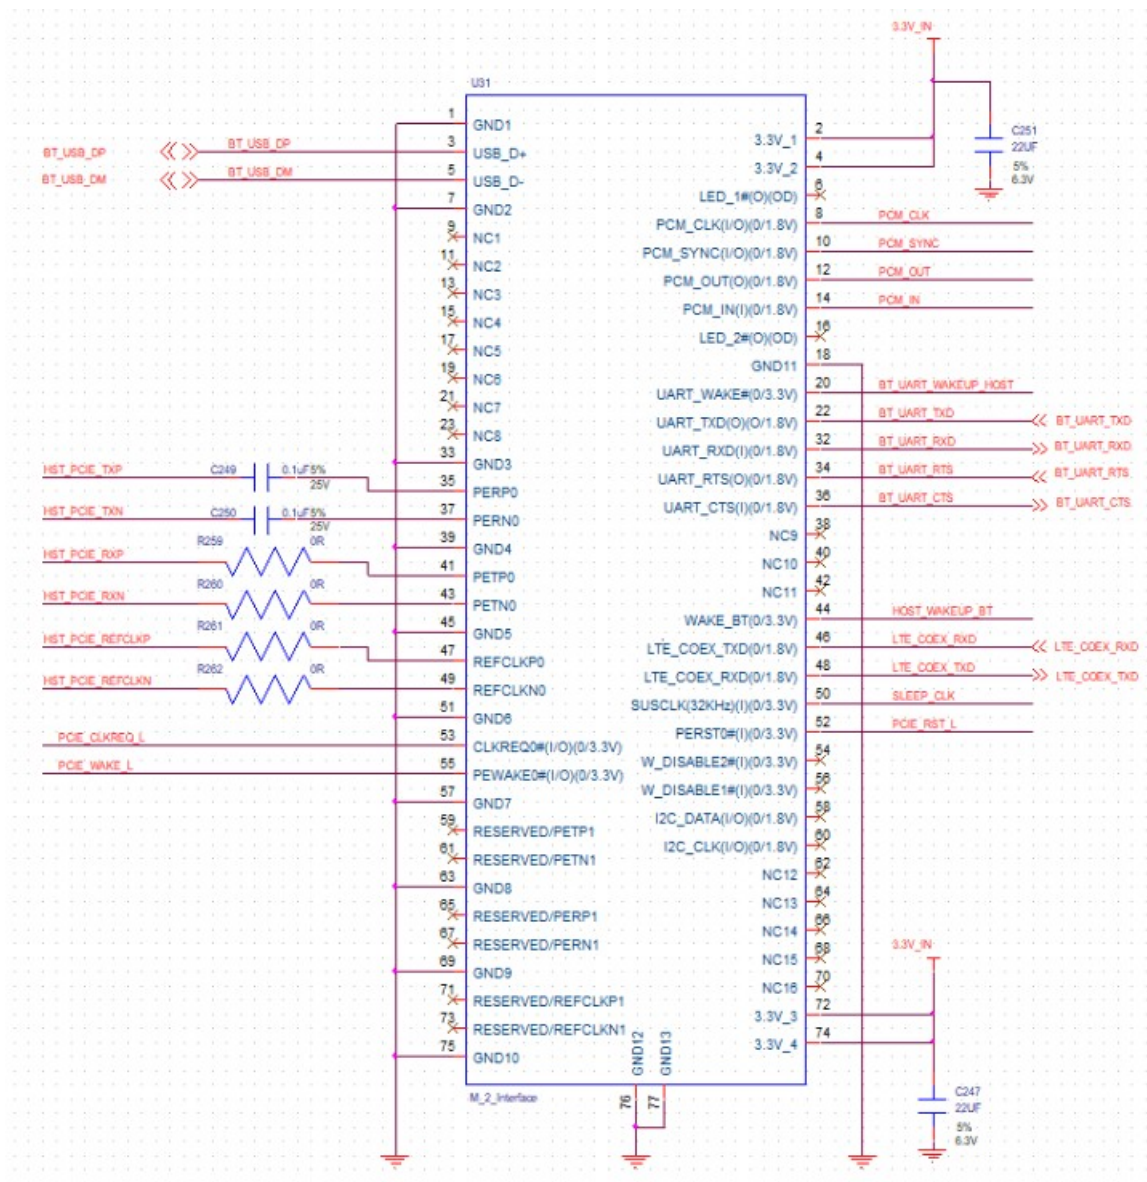 3.3V_IN
U31
C251
22UF
5%
6.3V
BT_USB_DP
BT_USB_DP
BT_USB_DM
BT_USB_DM
1 GND1
3 USB_D+
5 USB_D-
7 GND2
9 NC1
11 NC2
13 NC3
15 NC4
17 NC5
19 NC6
21 NC7
23 NC8
33 GND3
35 PERP0
37 PERN0
39 GND4
41 PETP0
43 PETN0
45 GND5
47 REFCLKP0
49 REFCLKN0
51 GND6
53 CLKREQ0#(I/O)(0/3.3V)
55 PEWAKE0#(I/O)(0/3.3V)
57 GND7
59 RESERVED/PETP1
61 RESERVED/PETN1
63 GND8
65 RESERVED/PERP1
67 RESERVED/PERN1
69 GND9
71 RESERVED/REFCLKP1
73 RESERVED/REFCLKN1
75 GND10
HST_PCIE_TXP C249 0.1uF5%
25V
HST_PCIE_TXN C250 0.1uF5%
25V
HST_PCIE_RXP R259 0R
HST_PCIE_RXN R260 0R
HST_PCIE_REFCLKP R261 0R
HST_PCIE_REFCLKN R262 0R
PCIE_CLKREQ_L
PCIE_WAKE_L
3.3V_1 2
3.3V_2 4
LED_1#(O)(OD) 6
PCM_CLK(I/O)(0/1.8V) 8 PCM_CLK
PCM_SYNC(I/O)(0/1.8V) 10 PCM_SYNC
PCM_OUT(O)(0/1.8V) 12 PCM_OUT
PCM_IN(I)(0/1.8V) 14 PCM_IN
LED_2#(O)(OD) 16
GND11 18
UART_WAKE#(0/3.3V) 20 BT_UART_WAKEUP_HOST
UART_TXD(O)(O/1.8V) 22 BT_UART_TXD BT_UART_TXD
UART_RXD(I)(0/1.8V) 32 BT_UART_RXD BT_UART_RXD
UART_RTS(O)(0/1.8V) 34 BT_UART_RTS BT_UART_RTS
UART_CTS(I)(0/1.8V) 36 BT_UART_CTS BT_UART_CTS
NC9 38
NC10 40
NC11 42
WAKE_BT(0/3.3V) 44 HOST_WAKEUP_BT
LTE_COEX_TXD(0/1.8V) 46 LTE_COEX_RXD LTE_COEX_RXD
LTE_COEX_RXD(0/1.8V) 48 LTE_COEX_TXD LTE_COEX_TXD
SUSCLK(32KHz)(I)(0/3.3V) 50 SLEEP_CLK
PERST0#(I)(0/3.3V) 52 PCIE_RST_L
W_DISABLE2#(I)(0/3.3V) 54
W_DISABLE1#(I)(0/3.3V) 56
I2C_DATA(I/O)(0/1.8V) 58
I2C_CLK(I/O)(0/1.8V) 60
NC12 62
NC13 64
NC14 66
NC15 68
NC16 70
3.3V_3 72
3.3V_4 74
3.3V_IN
GND12
GND13
76
77
M_2_Interface
C247
22UF
5%
6.3V